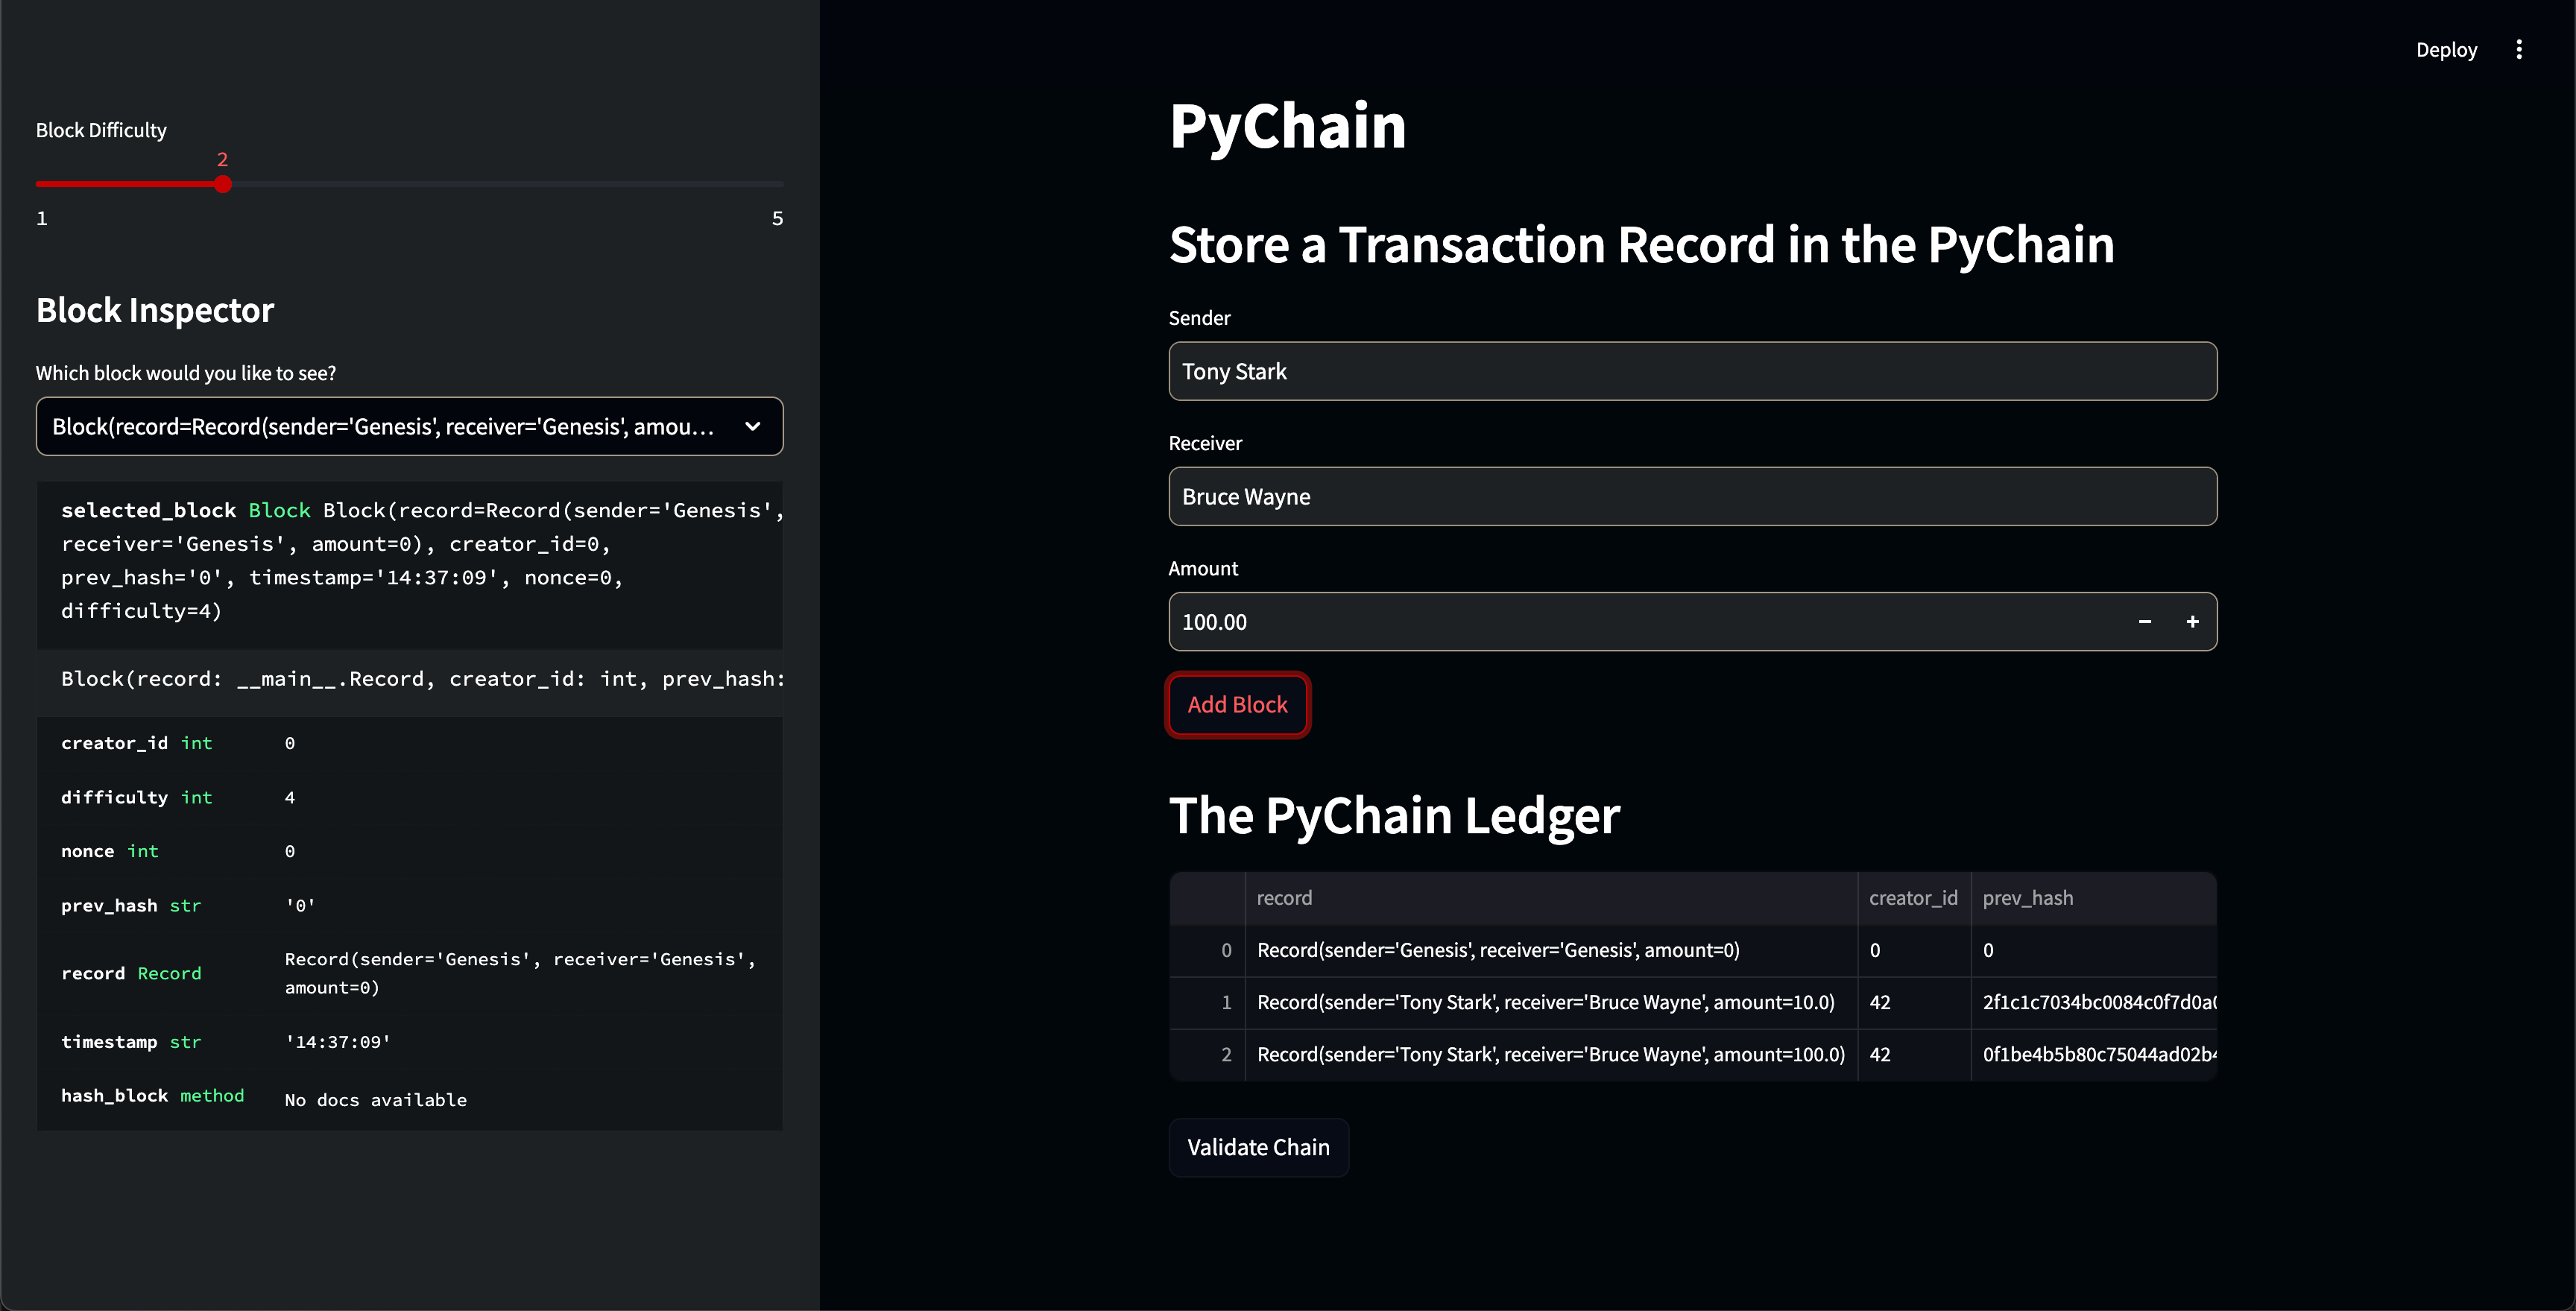 Deploy
Block Difficulty
2
1 5
Block Inspector
Which block would you like to see?
Block(record=Record(sender='Genesis', receiver='Genesis', amou...
selected_block Block Block(record=Record(sender='Genesis',
receiver='Genesis', amount=0), creator_id=0,
prev_hash='0', timestamp='14:37:09', nonce=0,
difficulty=4)
Block(record: __main__.Record, creator_id: int, prev_hash:
creator_id int 0
difficulty int 4
nonce int 0
prev_hash str '0'
record Record Record(sender='Genesis', receiver='Genesis',
amount=0)
timestamp str '14:37:09'
hash_block method No docs available
PyChain
Store a Transaction Record in the PyChain
Sender
Tony Stark
Receiver
Bruce Wayne
Amount
100.00 − +
Add Block
The PyChain Ledger
record creator_id prev_hash
0 Record(sender='Genesis', receiver='Genesis', amount=0) 0 0
1 Record(sender='Tony Stark', receiver='Bruce Wayne', amount=10.0) 42 2f1c1c7034bc0084c0f7d0a
2 Record(sender='Tony Stark', receiver='Bruce Wayne', amount=100.0) 42 0f1be4b5b80c75044ad02b4
Validate Chain